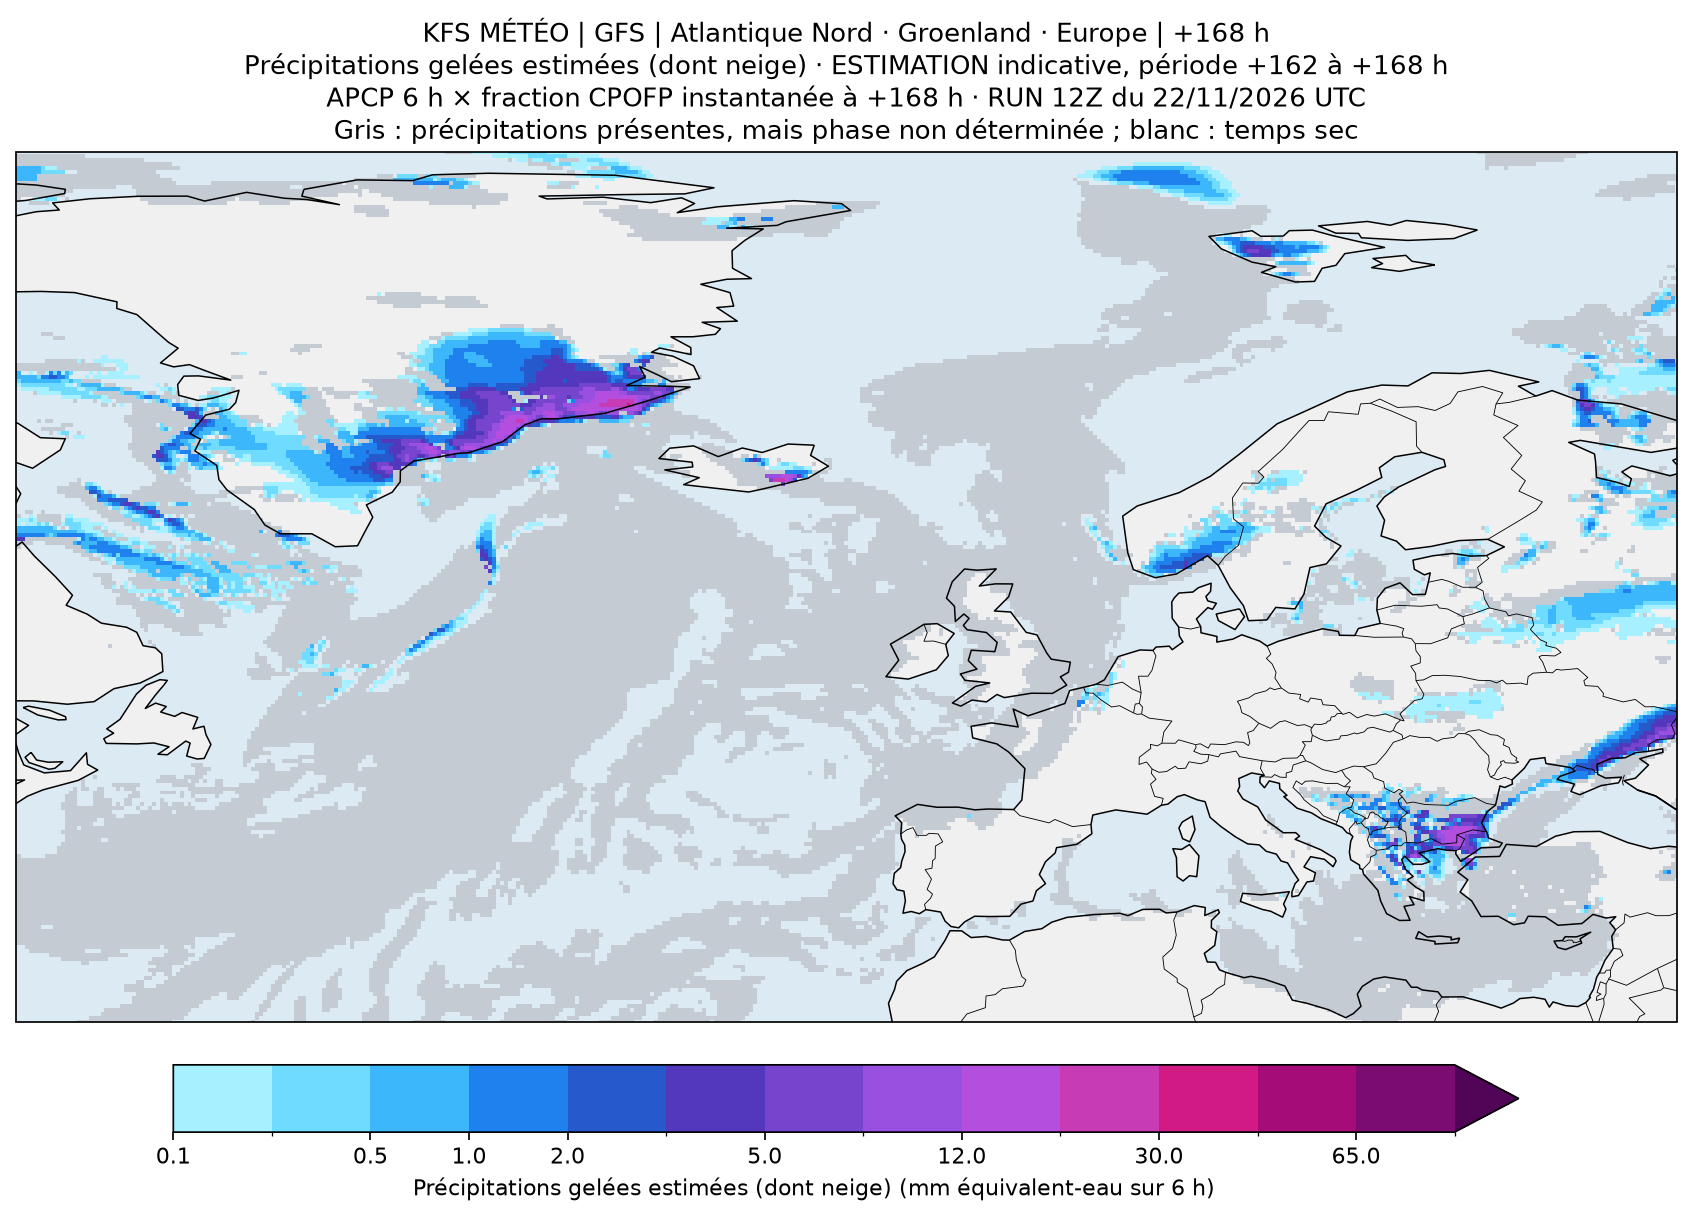 KFS MÉTÉO | GFS | Atlantique Nord · Groenland · Europe | +168 h
Précipitations gelées estimées (dont neige) · ESTIMATION indicative, période +162 à +168 h
APCP 6 h × fraction CPOFP instantanée à +168 h · RUN 12Z du 22/11/2026 UTC
Gris : précipitations présentes, mais phase non déterminée ; blanc : temps sec
0.1 0.5 1.0 2.0 5.0 12.0 30.0 65.0
Précipitations gelées estimées (dont neige) (mm équivalent-eau sur 6 h)